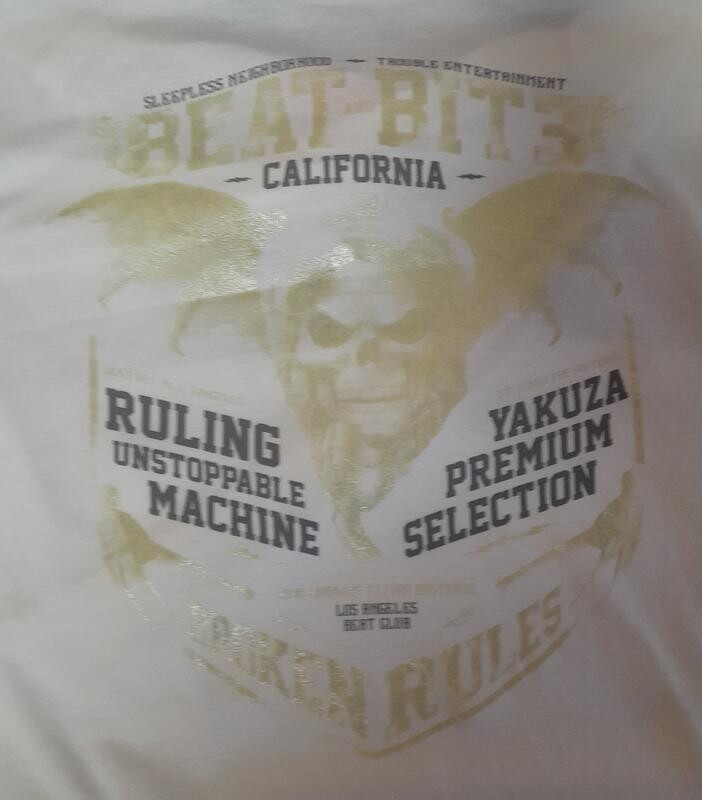 SLEEPLESS NEIGHBORHOOD - TROUBLE ENTERTAINMENT
BEAT AND BITE
- CALIFORNIA -
RULING
UNSTOPPABLE
MACHINE
YAKUZA
PREMIUM
SELECTION
LOS ANGELES
BEAT CLUB
BROKEN RULES